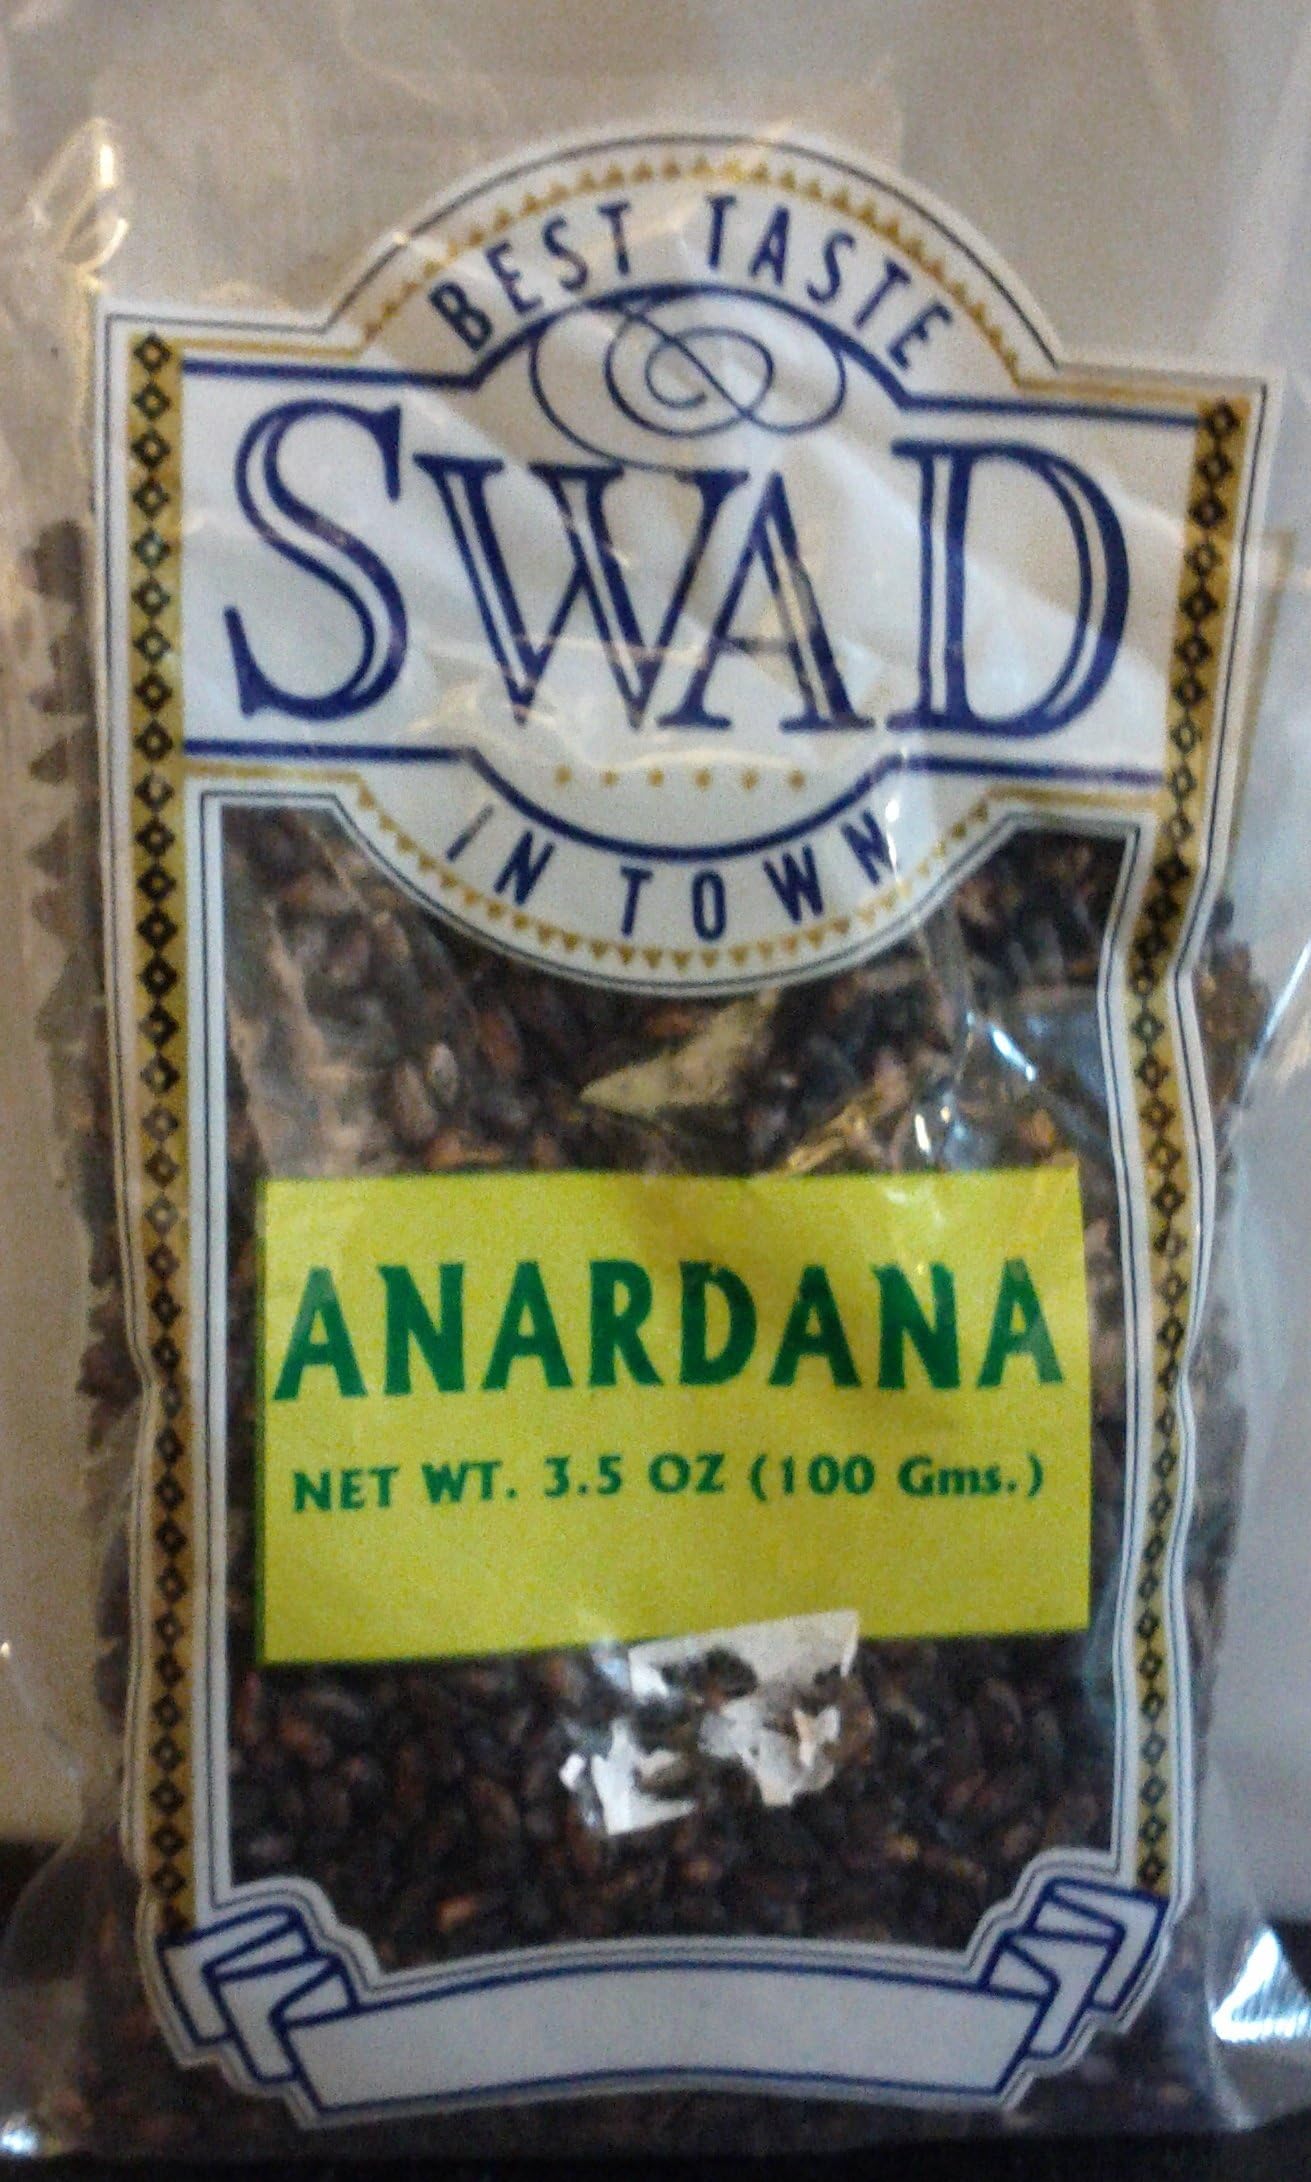 BEST TASTE
SWAD
IN TOWN
ANARDANA
NET WT. 3.5 OZ (100 Gms.)